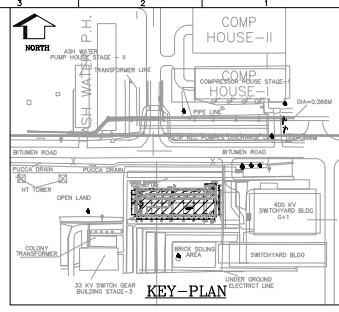 3 2 1
NORTH
COMP
HOUSE-II
ASH WATER
PUMP HOUSE STAGE - II
ASH WATER P.H.
TRANSFORMER LINE
COMP
COMPRESSOR HOUSE STAGE-1
HOUSE-I
DIA=0.266M
PIPE LINE
BITUMEN ROAD
BITUMEN ROAD
PUCCA DRAIN
PUCCA DRAIN
HT TOWER
OPEN LAND
400 KV
SWITCHYARD BLDG
G+1
COLONY
TRANSFORMER
BRICK SOLING
AREA
SWITCHYARD BLDG
33 KV SWITCH GEAR
BUILDING STAGE-3
UNDER GROUND
ELECTRIC LINE
KEY-PLAN